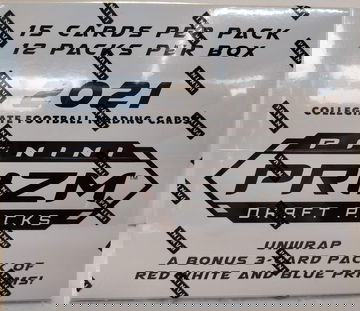 15 CARDS PER PACK
12 PACKS PER BOX
2021
COLLEGIATE FOOTBALL TRADING CARDS
PANINI
PRIZM
DRAFT PICKS
UNWRAP
A BONUS 3-CARD PACK OF
RED WHITE AND BLUE PRIZMS!